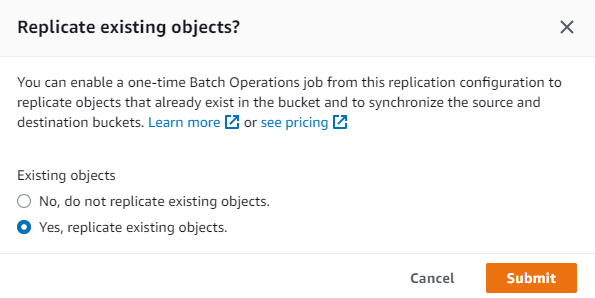 Replicate existing objects?
You can enable a one-time Batch Operations job from this replication configuration to
replicate objects that already exist in the bucket and to synchronize the source and
destination buckets. Learn more or see pricing
Existing objects
No, do not replicate existing objects.
Yes, replicate existing objects.
Cancel Submit